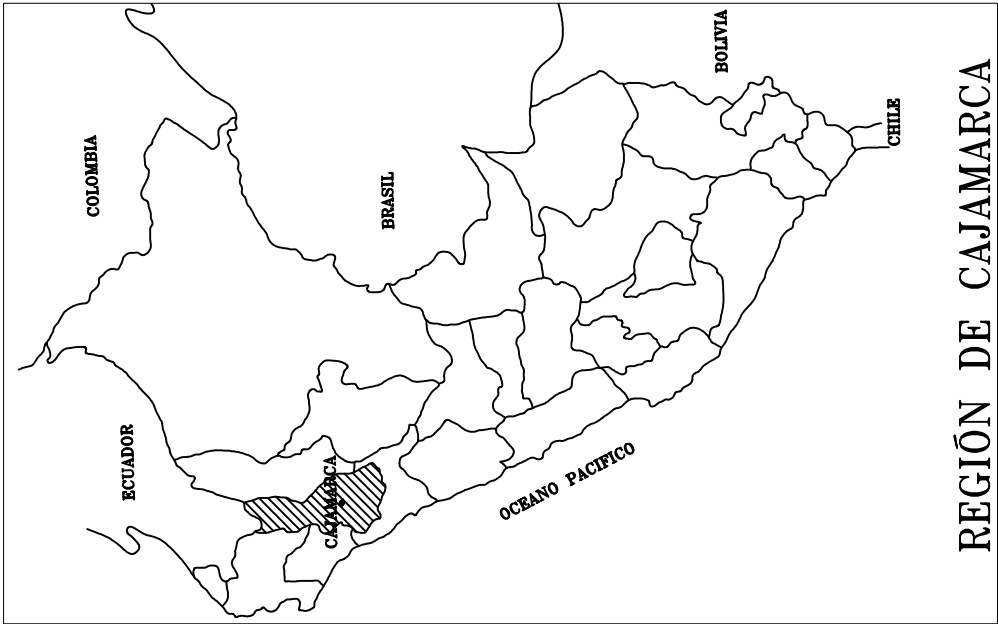 COLOMBIA
ECUADOR
BRASIL
CAJAMARCA
BOLIVIA
CHILE
OCEANO PACIFICO
REGIÓN DE CAJAMARCA